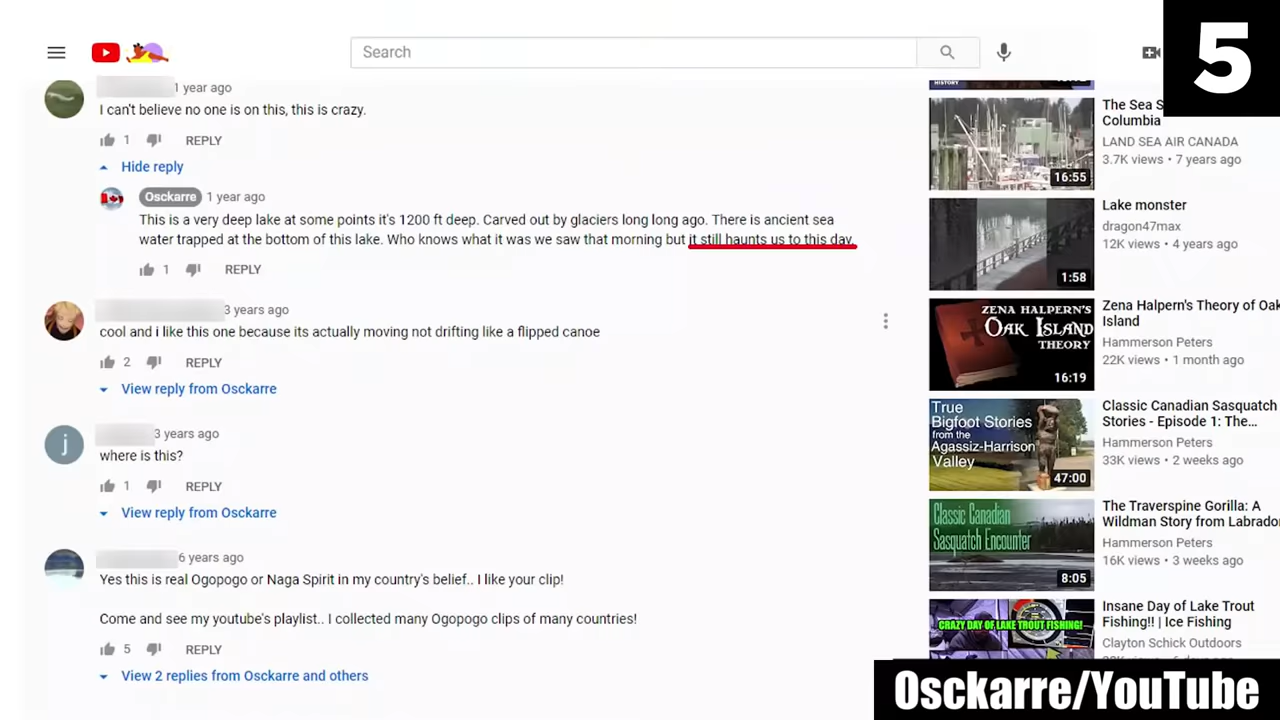 Search
5
1 year ago
I can't believe no one is on this, this is crazy.
1
REPLY
Hide reply
Osckarre 1 year ago
This is a very deep lake at some points it's 1200 ft deep. Carved out by glaciers long long ago. There is ancient sea
water trapped at the bottom of this lake. Who knows what it was we saw that morning but it still haunts us to this day.
1
REPLY
3 years ago
cool and i like this one because its actually moving not drifting like a flipped canoe
2
REPLY
View reply from Osckarre
j
3 years ago
where is this?
1
REPLY
View reply from Osckarre
6 years ago
Yes this is real Ogopogo or Naga Spirit in my country's belief.. I like your clip!
Come and see my youtube's playlist.. I collected many Ogopogo clips of many countries!
5
REPLY
View 2 replies from Osckarre and others
HISTORY
The Sea S
Columbia
LAND SEA AIR CANADA
3.7K views • 7 years ago
16:55
Lake monster
dragon47max
12K views • 4 years ago
1:58
ZENA HALPERN'S
OAK ISLAND
THEORY
16:19
Zena Halpern's Theory of Oak
Island
Hammerson Peters
22K views • 1 month ago
True
Bigfoot Stories
from the
Agassiz-Harrison
Valley
47:00
Classic Canadian Sasquatch
Stories - Episode 1: The...
Hammerson Peters
33K views • 2 weeks ago
Classic Canadian
Sasquatch Encounter
8:05
The Traverspine Gorilla: A
Wildman Story from Labrador
Hammerson Peters
16K views • 3 weeks ago
CRAZY DAY OF LAKE TROUT FISHING!
Insane Day of Lake Trout
Fishing!! | Ice Fishing
Clayton Schick Outdoors
Osckarre/YouTube